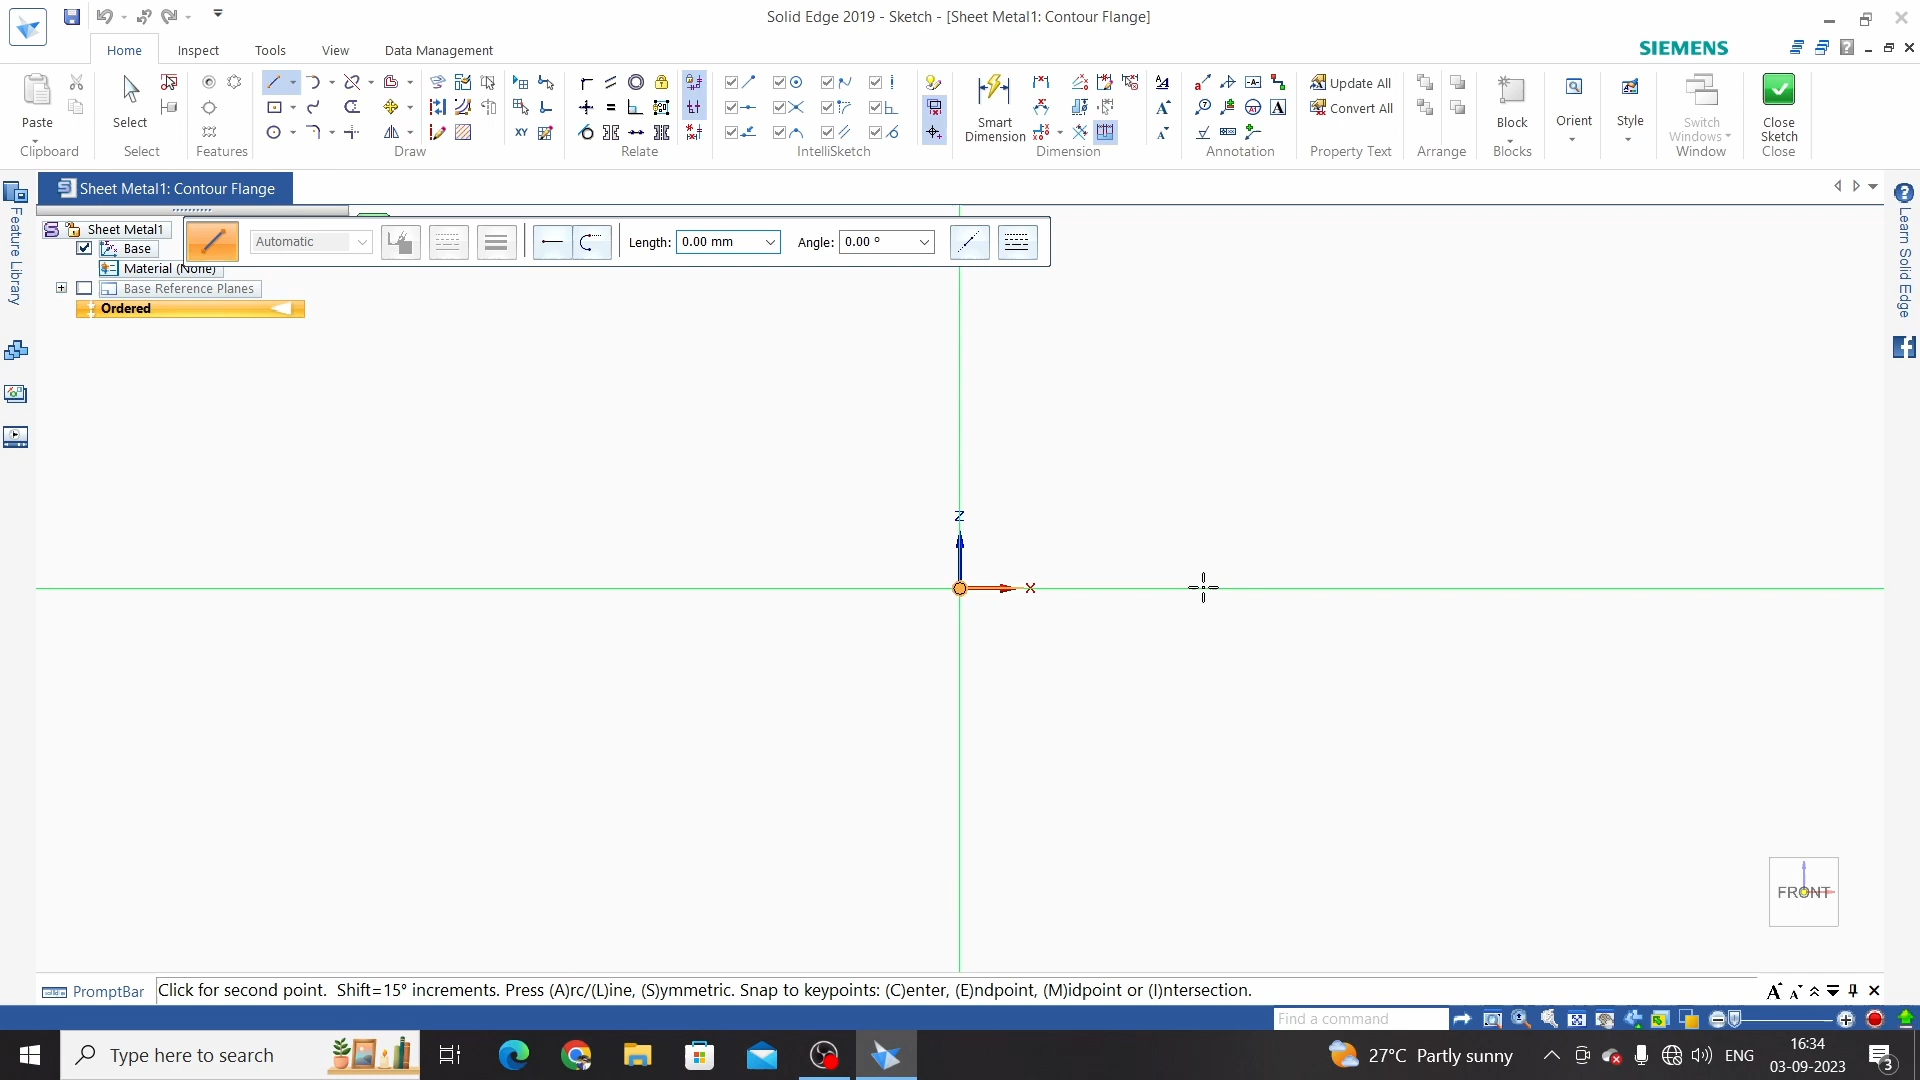 Solid Edge 2019 - Sketch - [Sheet Metal1: Contour Flange]
Home
Inspect
Tools
View
Data Management
SIEMENS
Paste
Select
Smart Dimension
Update All
Convert All
Block
Orient
Style
Switch Windows
Close Sketch
Clipboard
Select
Features
Draw
Relate
IntelliSketch
Dimension
Annotation
Property Text
Arrange
Blocks
Window
Close
Sheet Metal1: Contour Flange
Sheet Metal1
Automatic
Length: 0.00 mm
Angle: 0.00 °
Base
Material (None)
Base Reference Planes
Ordered
Feature Library
Learn Solid Edge
Z
X
FRONT
PromptBar
Click for second point.  Shift=15° increments. Press (A)rc/(L)ine, (S)ymmetric. Snap to keypoints: (C)enter, (E)ndpoint, (M)idpoint or (I)ntersection.
Find a command
Type here to search
27°C Partly sunny
ENG
16:34
03-09-2023
3